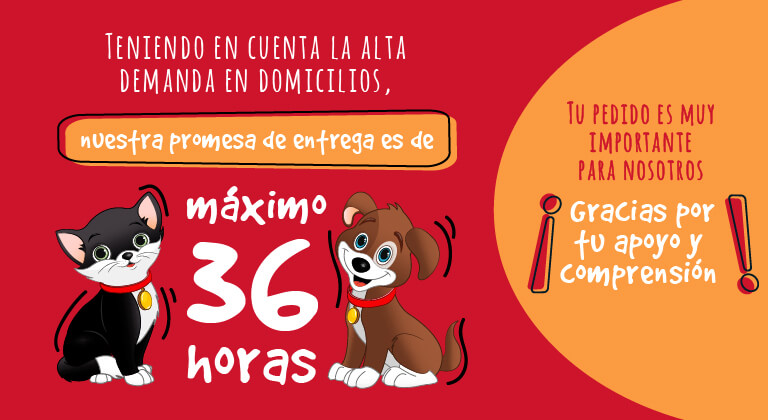 Teniendo en cuenta la alta
demanda en domicilios,
nuestra promesa de entrega es de
máximo
36
horas
Tu pedido es muy
importante
para nosotros
¡Gracias por
tu apoyo y
comprensión!